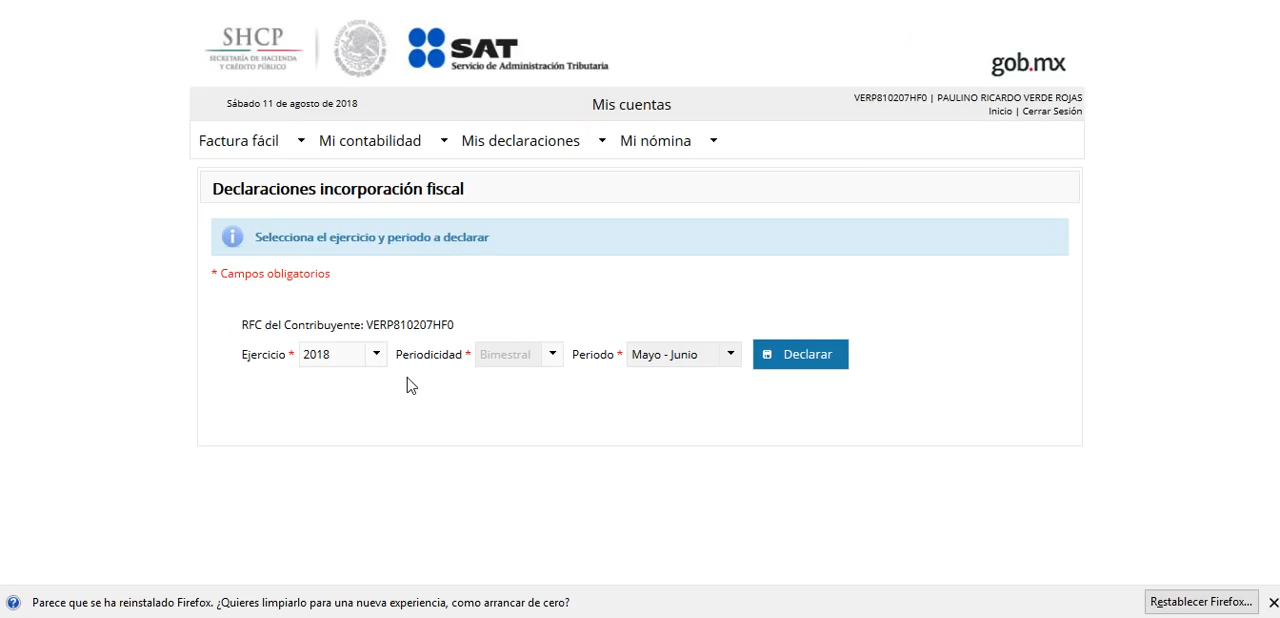 SHCP
SECRETARÍA DE HACIENDA
Y CRÉDITO PÚBLICO
SAT
Servicio de Administración Tributaria
gob.mx
Sábado 11 de agosto de 2018
Mis cuentas
VERP810207HF0 | PAULINO RICARDO VERDE ROJAS
Inicio | Cerrar Sesión
Factura fácil Mi contabilidad Mis declaraciones Mi nómina
Declaraciones incorporación fiscal
Selecciona el ejercicio y periodo a declarar
* Campos obligatorios
RFC del Contribuyente: VERP810207HF0
Ejercicio * 2018 Periodicidad * Bimestral Periodo * Mayo - Junio Declarar
Parece que se ha reinstalado Firefox. ¿Quieres limpiarlo para una nueva experiencia, como arrancar de cero? Restablecer Firefox...